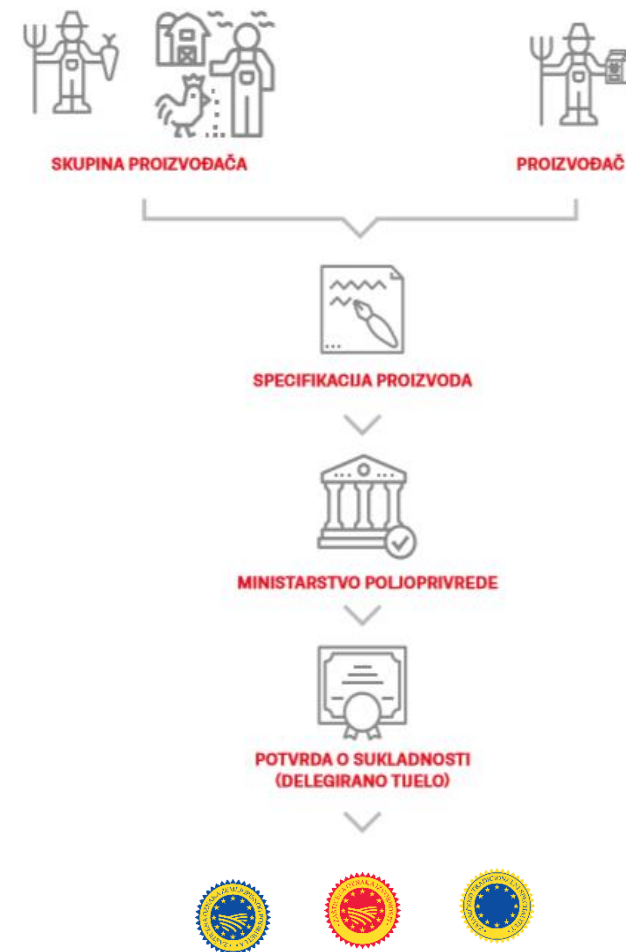 SKUPINA PROIZVOĐAČA
PROIZVOĐAČ
SPECIFIKACIJA PROIZVODA
MINISTARSTVO POLJOPRIVREDE
POTVRDA O SUKLADNOSTI
(DELEGIRANO TIJELO)